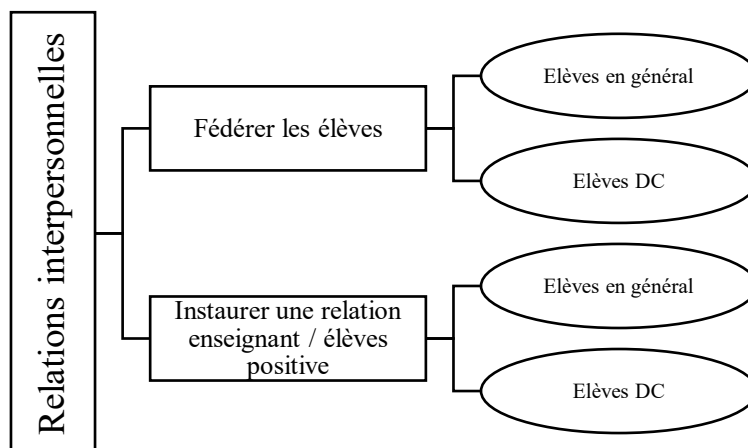 Relations interpersonnelles
Fédérer les élèves
Elèves en général
Elèves DC
Instaurer une relation
enseignant / élèves
positive
Elèves en général
Elèves DC